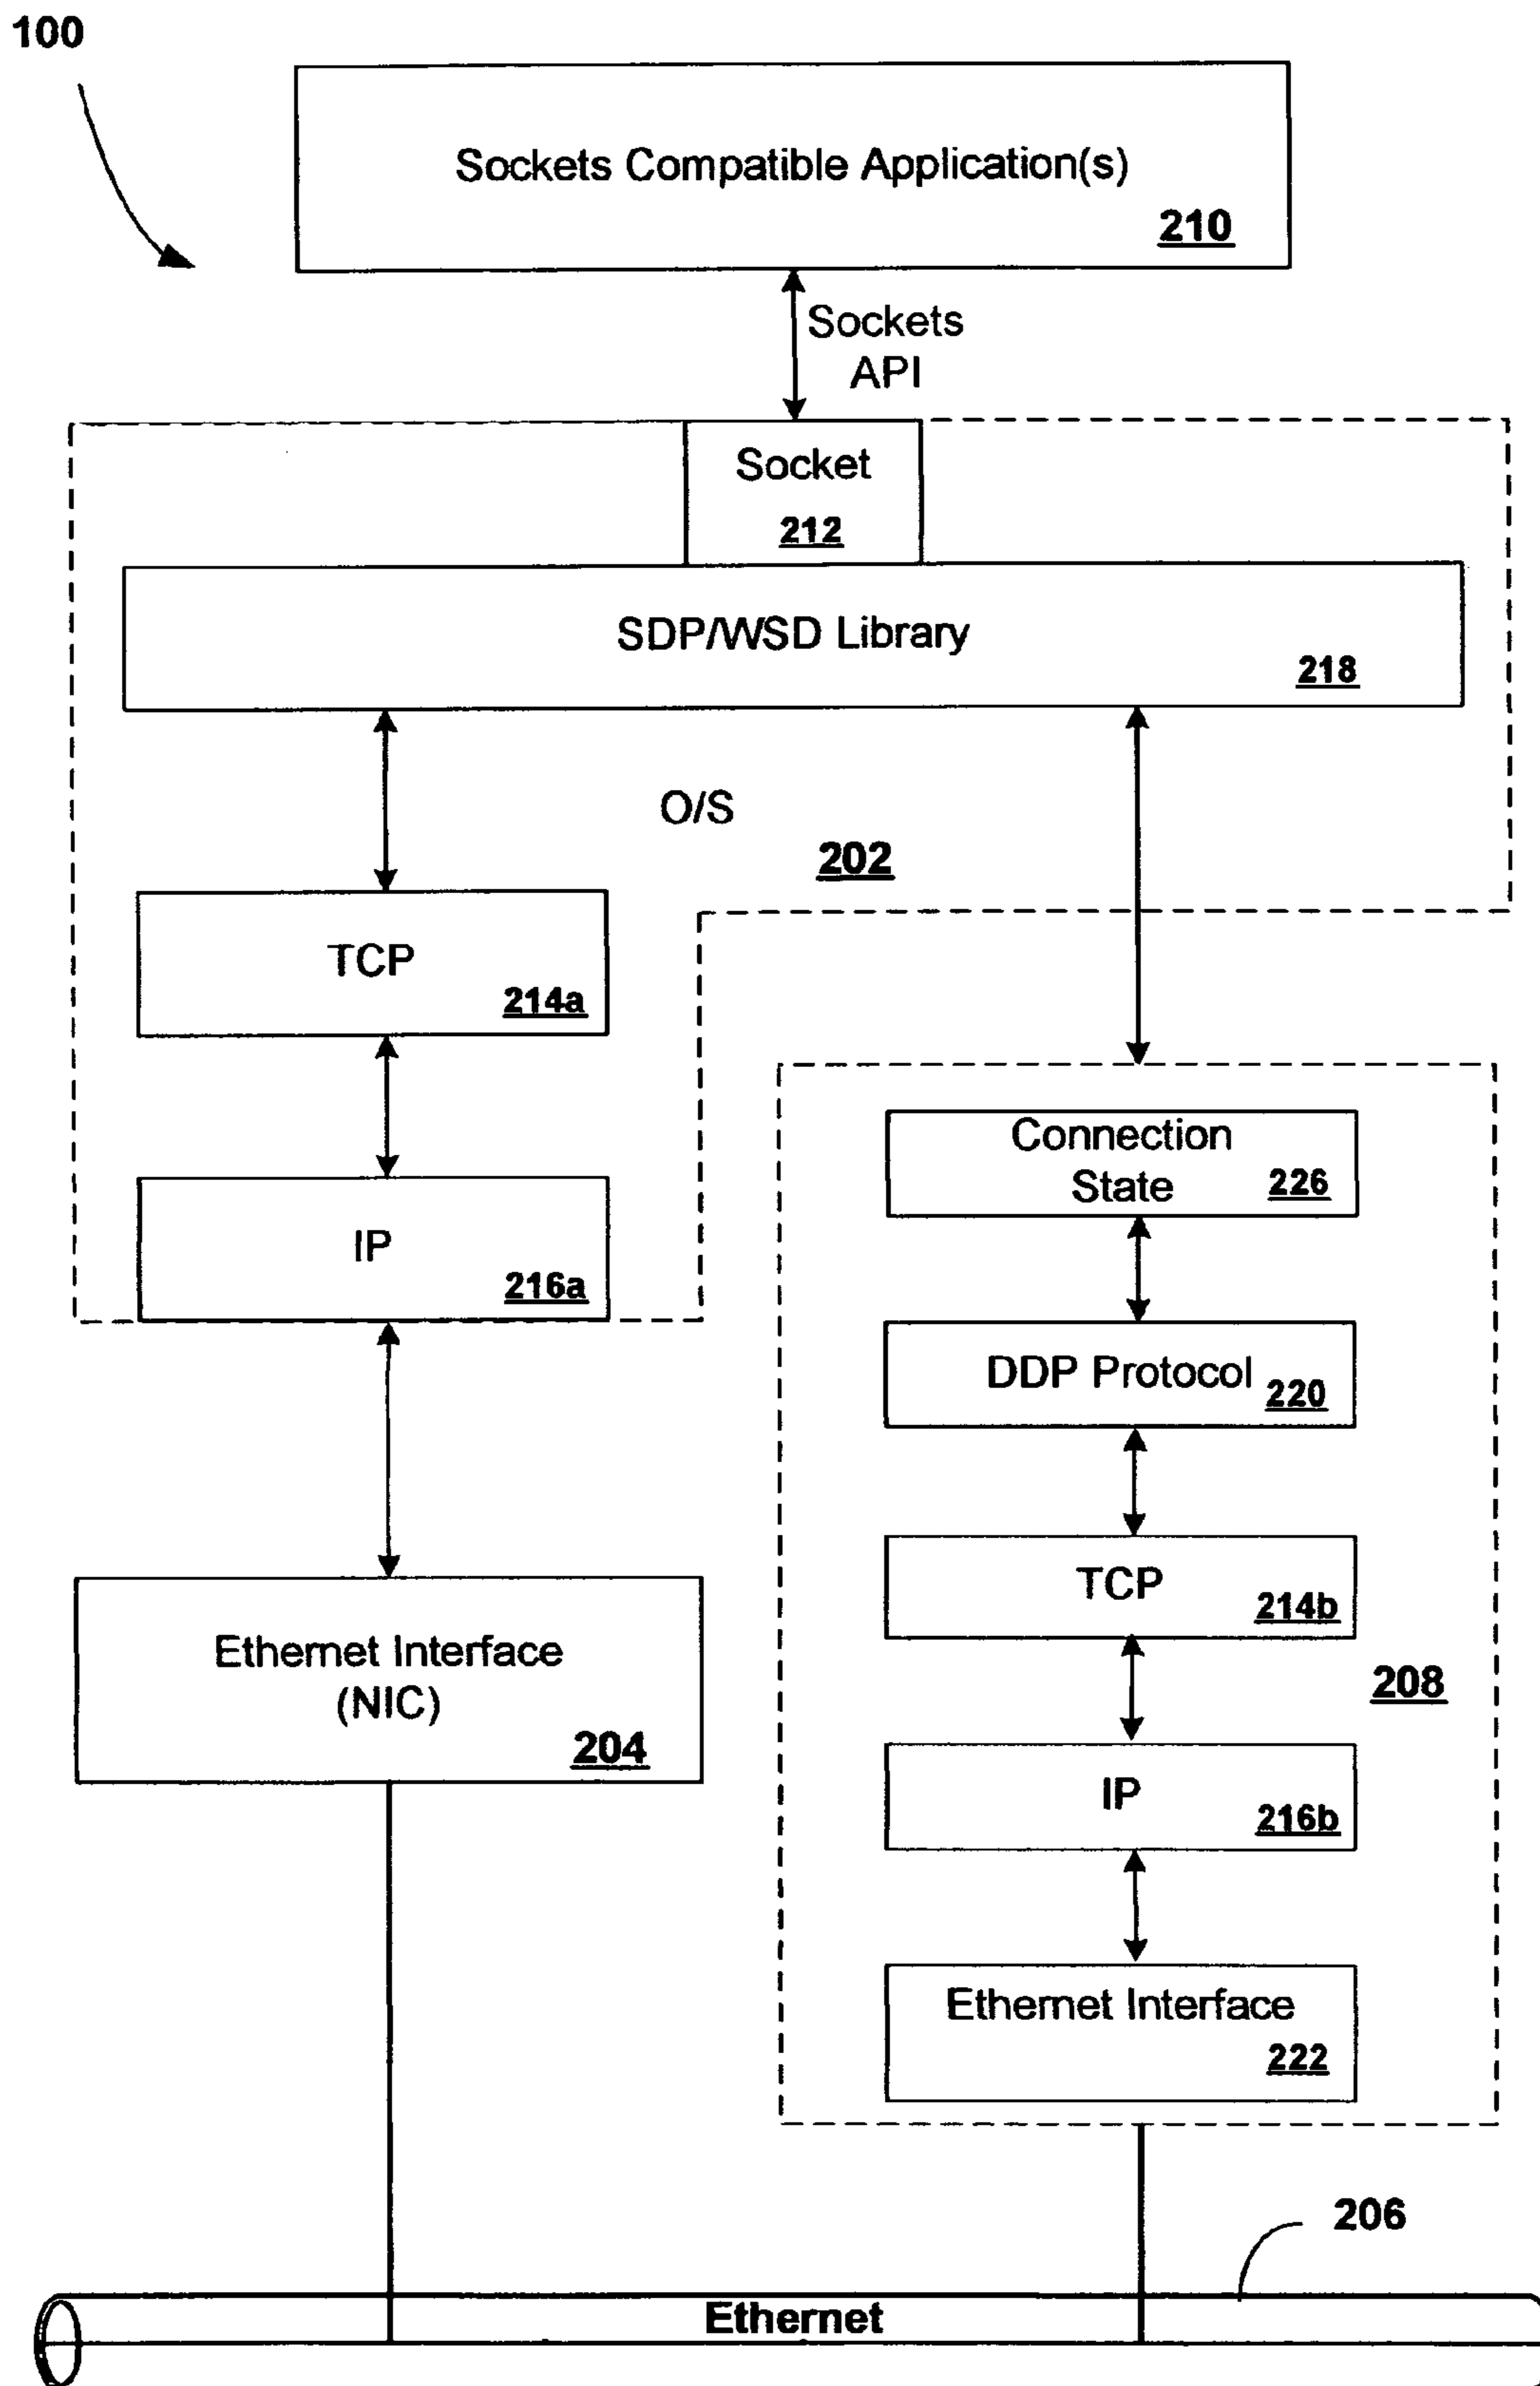 100
Sockets Compatible Application(s)
210
Sockets
API
Socket
212
SDP/WSD Library
218
O/S
202
TCP
214a
IP
216a
Ethernet Interface
(NIC)
204
Connection
State
226
DDP Protocol
220
TCP
214b
208
IP
216b
Ethernet Interface
222
206
Ethernet